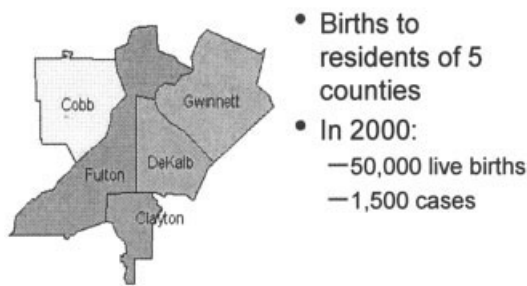 Cobb
Gwinnett
Fulton
DeKalb
Clayton
• Births to
residents of 5
counties
• In 2000:
—50,000 live births
—1,500 cases